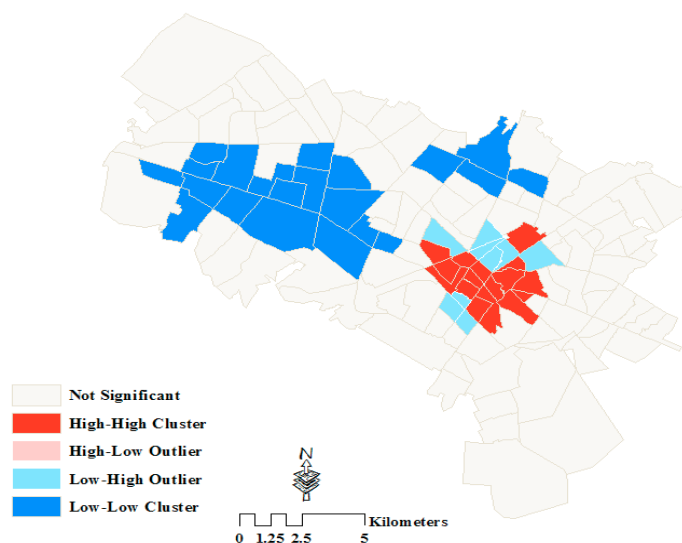 Not Significant
High-High Cluster
High-Low Outlier
Low-High Outlier
Low-Low Cluster
N
Kilometers
0 1.25 2.5 5